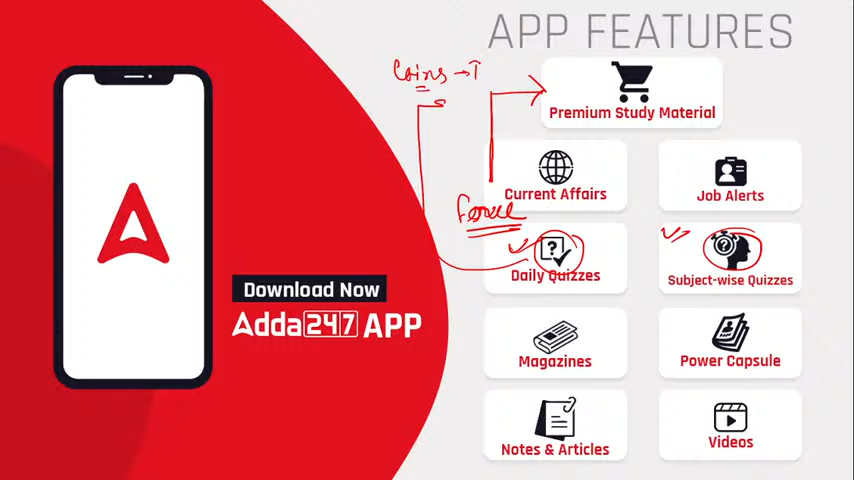 APP FEATURES
Coins → T
Premium Study Material
Current Affairs
Job Alerts
Daily Quizzes
Subject-wise Quizzes
Download Now
Adda247 APP
Magazines
Power Capsule
Notes & Articles
Videos